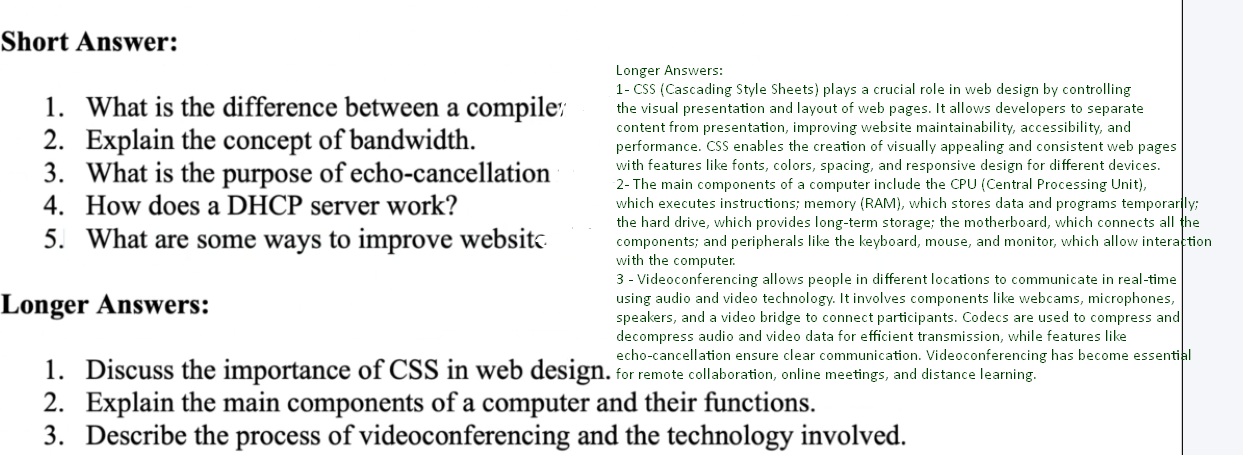 Short Answer:
1. What is the difference between a compiler
2. Explain the concept of bandwidth.
3. What is the purpose of echo-cancellation
4. How does a DHCP server work?
5. What are some ways to improve website
Longer Answers:
1. Discuss the importance of CSS in web design.
2. Explain the main components of a computer and their functions.
3. Describe the process of videoconferencing and the technology involved.
Longer Answers:
1- CSS (Cascading Style Sheets) plays a crucial role in web design by controlling
the visual presentation and layout of web pages. It allows developers to separate
content from presentation, improving website maintainability, accessibility, and
performance. CSS enables the creation of visually appealing and consistent web pages
with features like fonts, colors, spacing, and responsive design for different devices.
2- The main components of a computer include the CPU (Central Processing Unit),
which executes instructions; memory (RAM), which stores data and programs temporarily;
the hard drive, which provides long-term storage; the motherboard, which connects all the
components; and peripherals like the keyboard, mouse, and monitor, which allow interaction
with the computer.
3 - Videoconferencing allows people in different locations to communicate in real-time
using audio and video technology. It involves components like webcams, microphones,
speakers, and a video bridge to connect participants. Codecs are used to compress and
decompress audio and video data for efficient transmission, while features like
echo-cancellation ensure clear communication. Videoconferencing has become essential
for remote collaboration, online meetings, and distance learning.